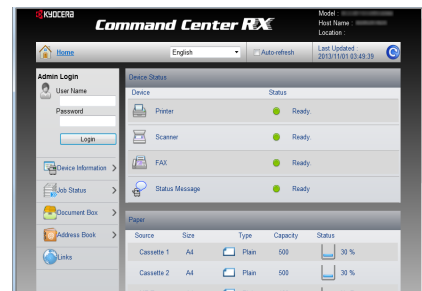 KYOCERA
Command Center RX
Model :
Host Name :
Location :
Home
English
Auto-refresh
Last Updated :
2013/11/01 03:49:39
Admin Login
User Name
Password
Login
Device Information
Job Status
Document Box
Address Book
Links
Device Status
Device Status
Printer Ready.
Scanner Ready.
FAX Ready.
Status Message Ready
Paper
Source Size Type Capacity Status
Cassette 1 A4 Plain 500 30 %
Cassette 2 A4 Plain 500 30 %